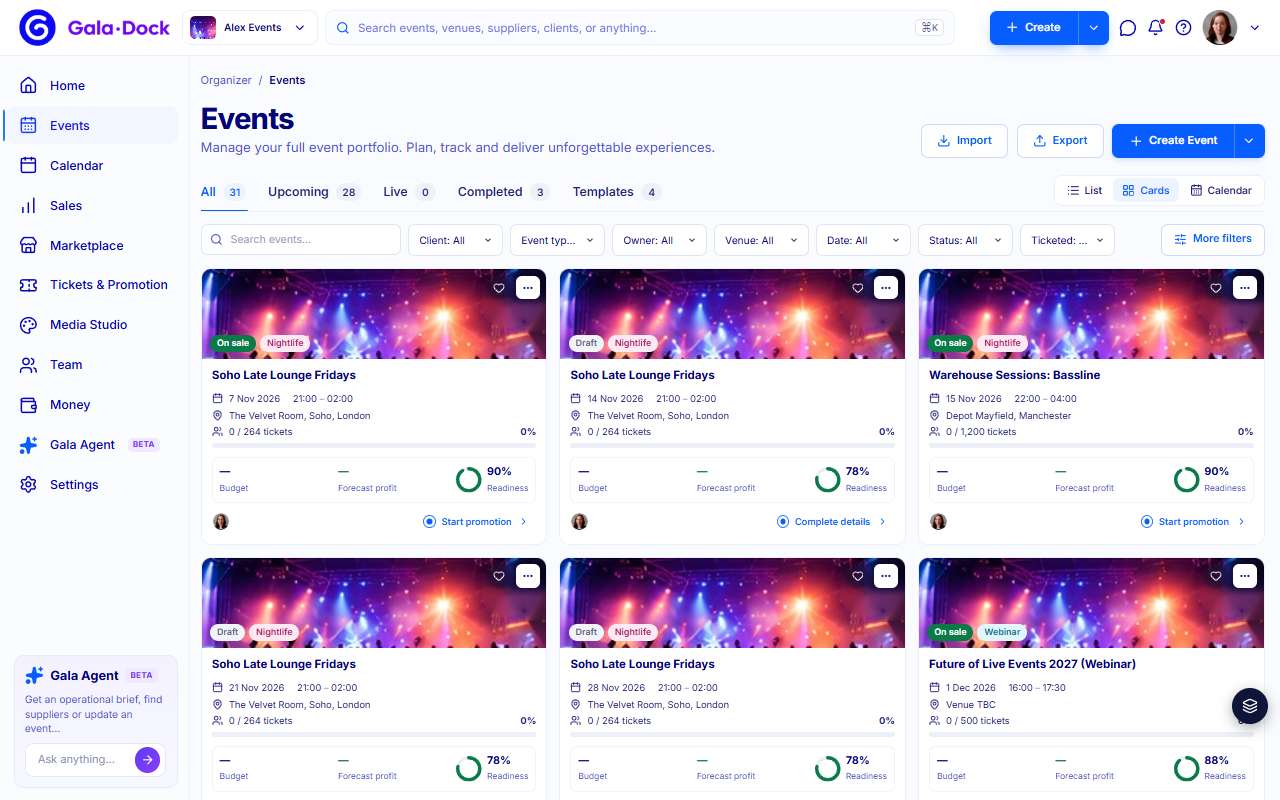 Gala·Dock
Alex Events
Search events, venues, suppliers, clients, or anything...
⌘K
Create
Home
Events
Calendar
Sales
Marketplace
Tickets & Promotion
Media Studio
Team
Money
Gala Agent BETA
Settings
Gala Agent BETA
Get an operational brief, find
suppliers or update an
event...
Ask anything...
Organizer / Events
Events
Manage your full event portfolio. Plan, track and deliver unforgettable experiences.
Import
Export
Create Event
All 31
Upcoming 28
Live 0
Completed 3
Templates 4
List
Cards
Calendar
Search events...
Client: All
Event typ...
Owner: All
Venue: All
Date: All
Status: All
Ticketed: ...
More filters
On sale Nightlife
Soho Late Lounge Fridays
7 Nov 2026 21:00 – 02:00
The Velvet Room, Soho, London
0 / 264 tickets 0%
— — 90%
Budget Forecast profit Readiness
Start promotion
Draft Nightlife
Soho Late Lounge Fridays
14 Nov 2026 21:00 – 02:00
The Velvet Room, Soho, London
0 / 264 tickets 0%
— — 78%
Budget Forecast profit Readiness
Complete details
On sale Nightlife
Warehouse Sessions: Bassline
15 Nov 2026 22:00 – 04:00
Depot Mayfield, Manchester
0 / 1,200 tickets 0%
— — 90%
Budget Forecast profit Readiness
Start promotion
Draft Nightlife
Soho Late Lounge Fridays
21 Nov 2026 21:00 – 02:00
The Velvet Room, Soho, London
0 / 264 tickets 0%
— — 78%
Budget Forecast profit Readiness
Draft Nightlife
Soho Late Lounge Fridays
28 Nov 2026 21:00 – 02:00
The Velvet Room, Soho, London
0 / 264 tickets 0%
— — 78%
Budget Forecast profit Readiness
On sale Webinar
Future of Live Events 2027 (Webinar)
1 Dec 2026 16:00 – 17:30
Venue TBC
0 / 500 tickets
— — 88%
Budget Forecast profit Readiness